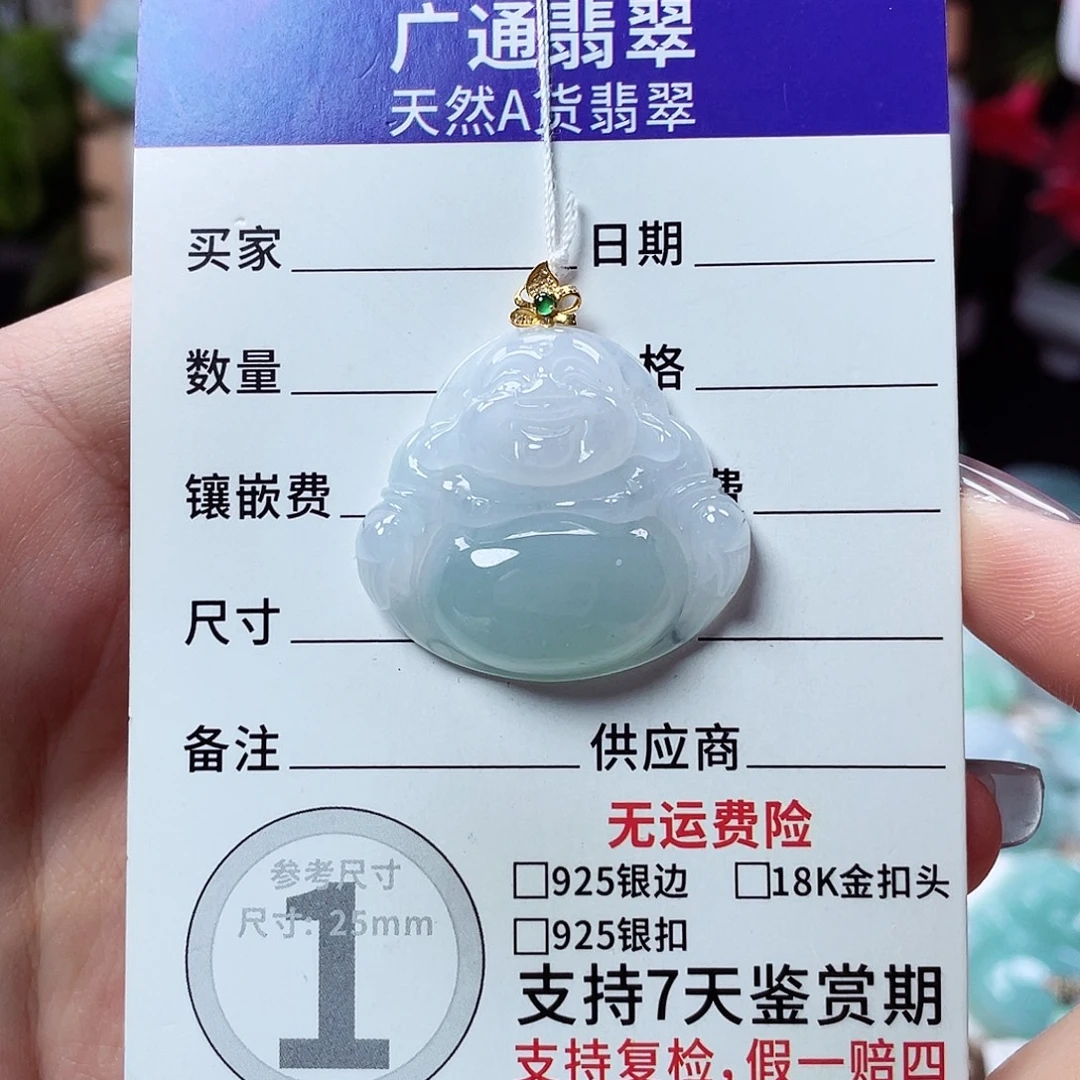 广通翡翠
天然A货翡翠
买家 日期
数量 格
镶嵌费 费
尺寸
备注 供应商
无运费险
925银边 18K金扣头
925银扣
参考尺寸
尺寸: 25mm
1
支持7天鉴赏期
支持复检,假一赔四